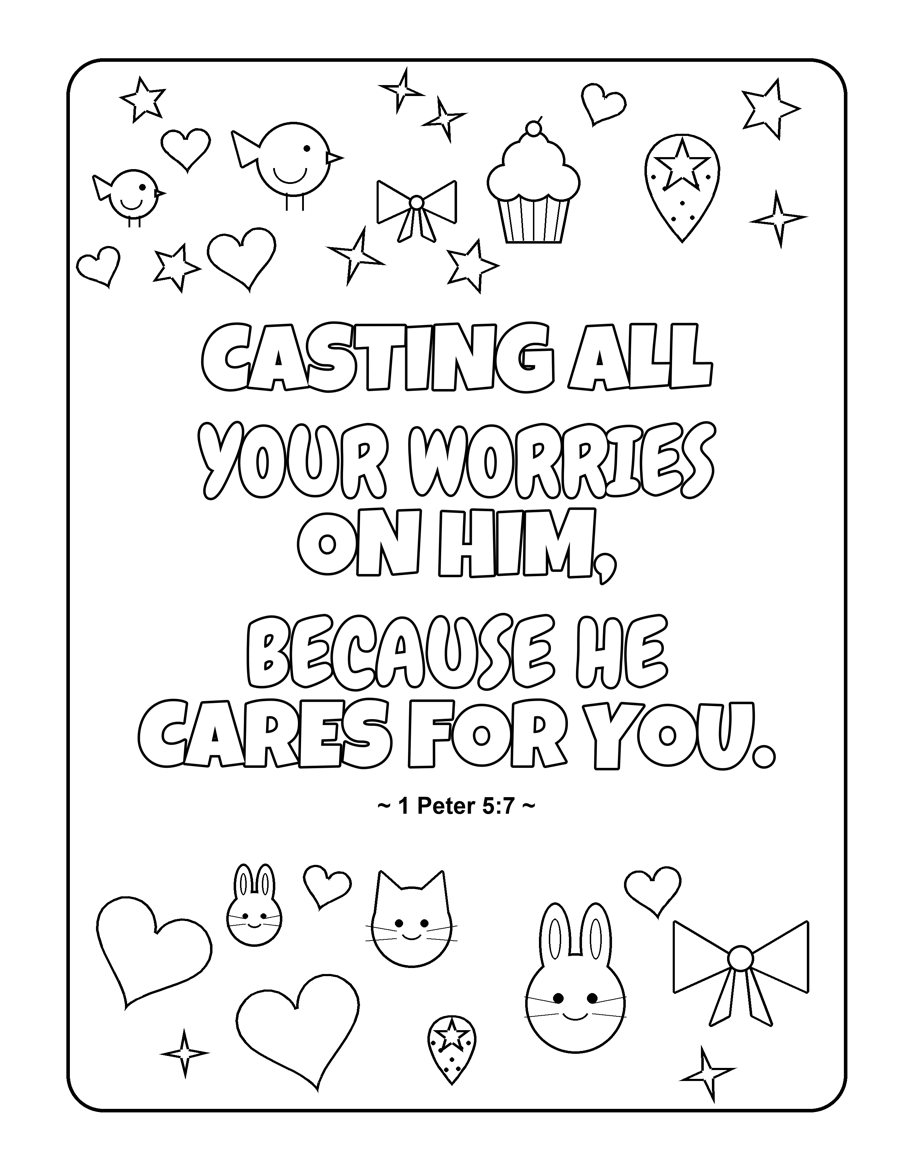 CASTING ALL
YOUR WORRIES
ON HIM,
BECAUSE HE
CARES FOR YOU.
~ 1 Peter 5:7 ~